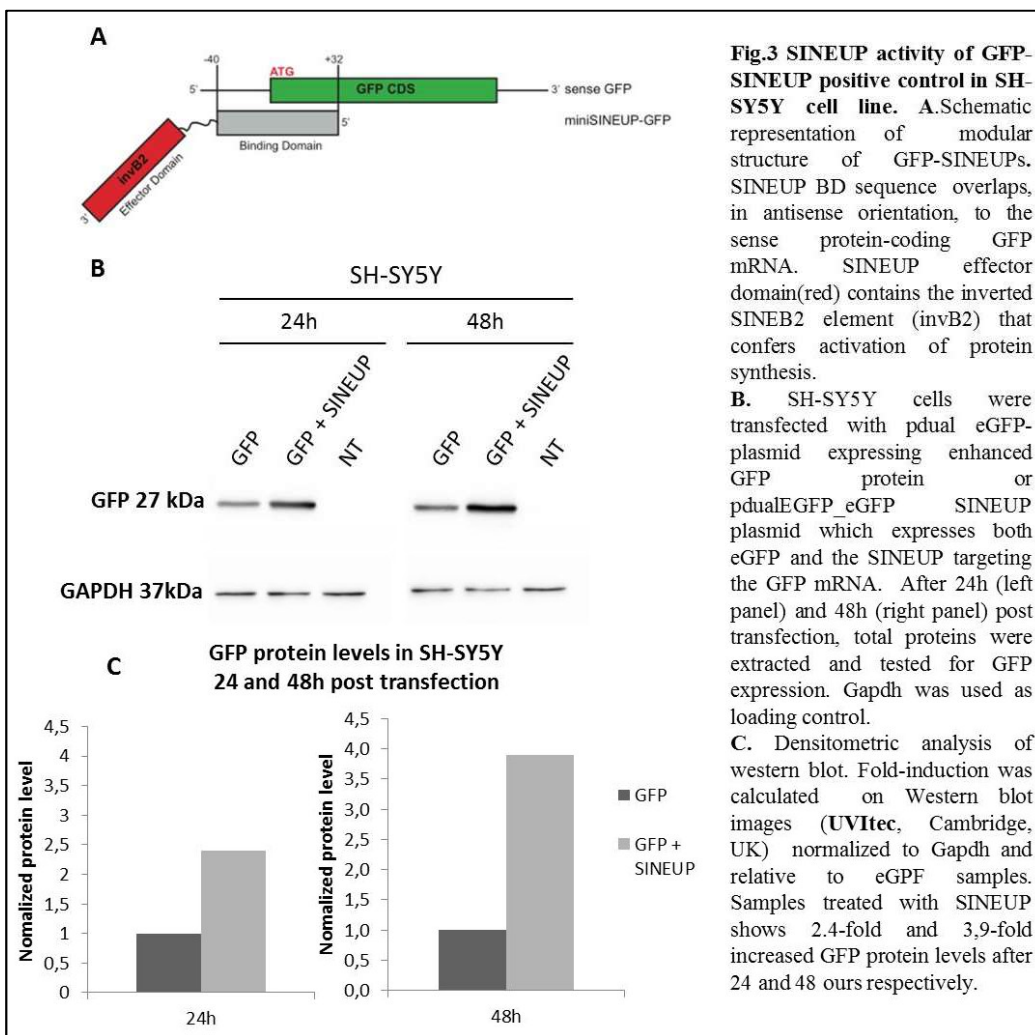 A
-40
+32
ATG
5'
GFP CDS
3' sense GFP
5'
miniSINEUP-GFP
Binding Domain
invB2
Effector Domain
3'
B
SH-SY5Y
24h
48h
GFP
GFP + SINEUP
NT
GFP
GFP + SINEUP
NT
GFP 27 kDa
GAPDH 37kDa
C
GFP protein levels in SH-SY5Y
24 and 48h post transfection
Nomalized protein level
4,5
4
3,5
3
2,5
2
1,5
1
0,5
0
24h
Nomalized protein level
4,5
4,0
3,5
3,0
2,5
2,0
1,5
1,0
0,5
0,0
48h
GFP
GFP +
SINEUP
Fig.3 SINEUP activity of GFP-
SINEUP positive control in SH-
SY5Y cell line. A.Schematic
representation of modular
structure of GFP-SINEUPs.
SINEUP BD sequence overlaps,
in antisense orientation, to the
sense protein-coding GFP
mRNA. SINEUP effector
domain(red) contains the inverted
SINEB2 element (invB2) that
confers activation of protein
synthesis.
B. SH-SY5Y cells were
transfected with pdual eGFP-
plasmid expressing enhanced
GFP protein or
pdualEGFP_eGFP SINEUP
plasmid which expresses both
eGFP and the SINEUP targeting
the GFP mRNA. After 24h (left
panel) and 48h (right panel) post
transfection, total proteins were
extracted and tested for GFP
expression. Gapdh was used as
loading control.
C. Densitometric analysis of
western blot. Fold-induction was
calculated on Western blot
images (UVItec, Cambridge,
UK) normalized to Gapdh and
relative to eGPF samples.
Samples treated with SINEUP
shows 2.4-fold and 3,9-fold
increased GFP protein levels after
24 and 48 ours respectively.